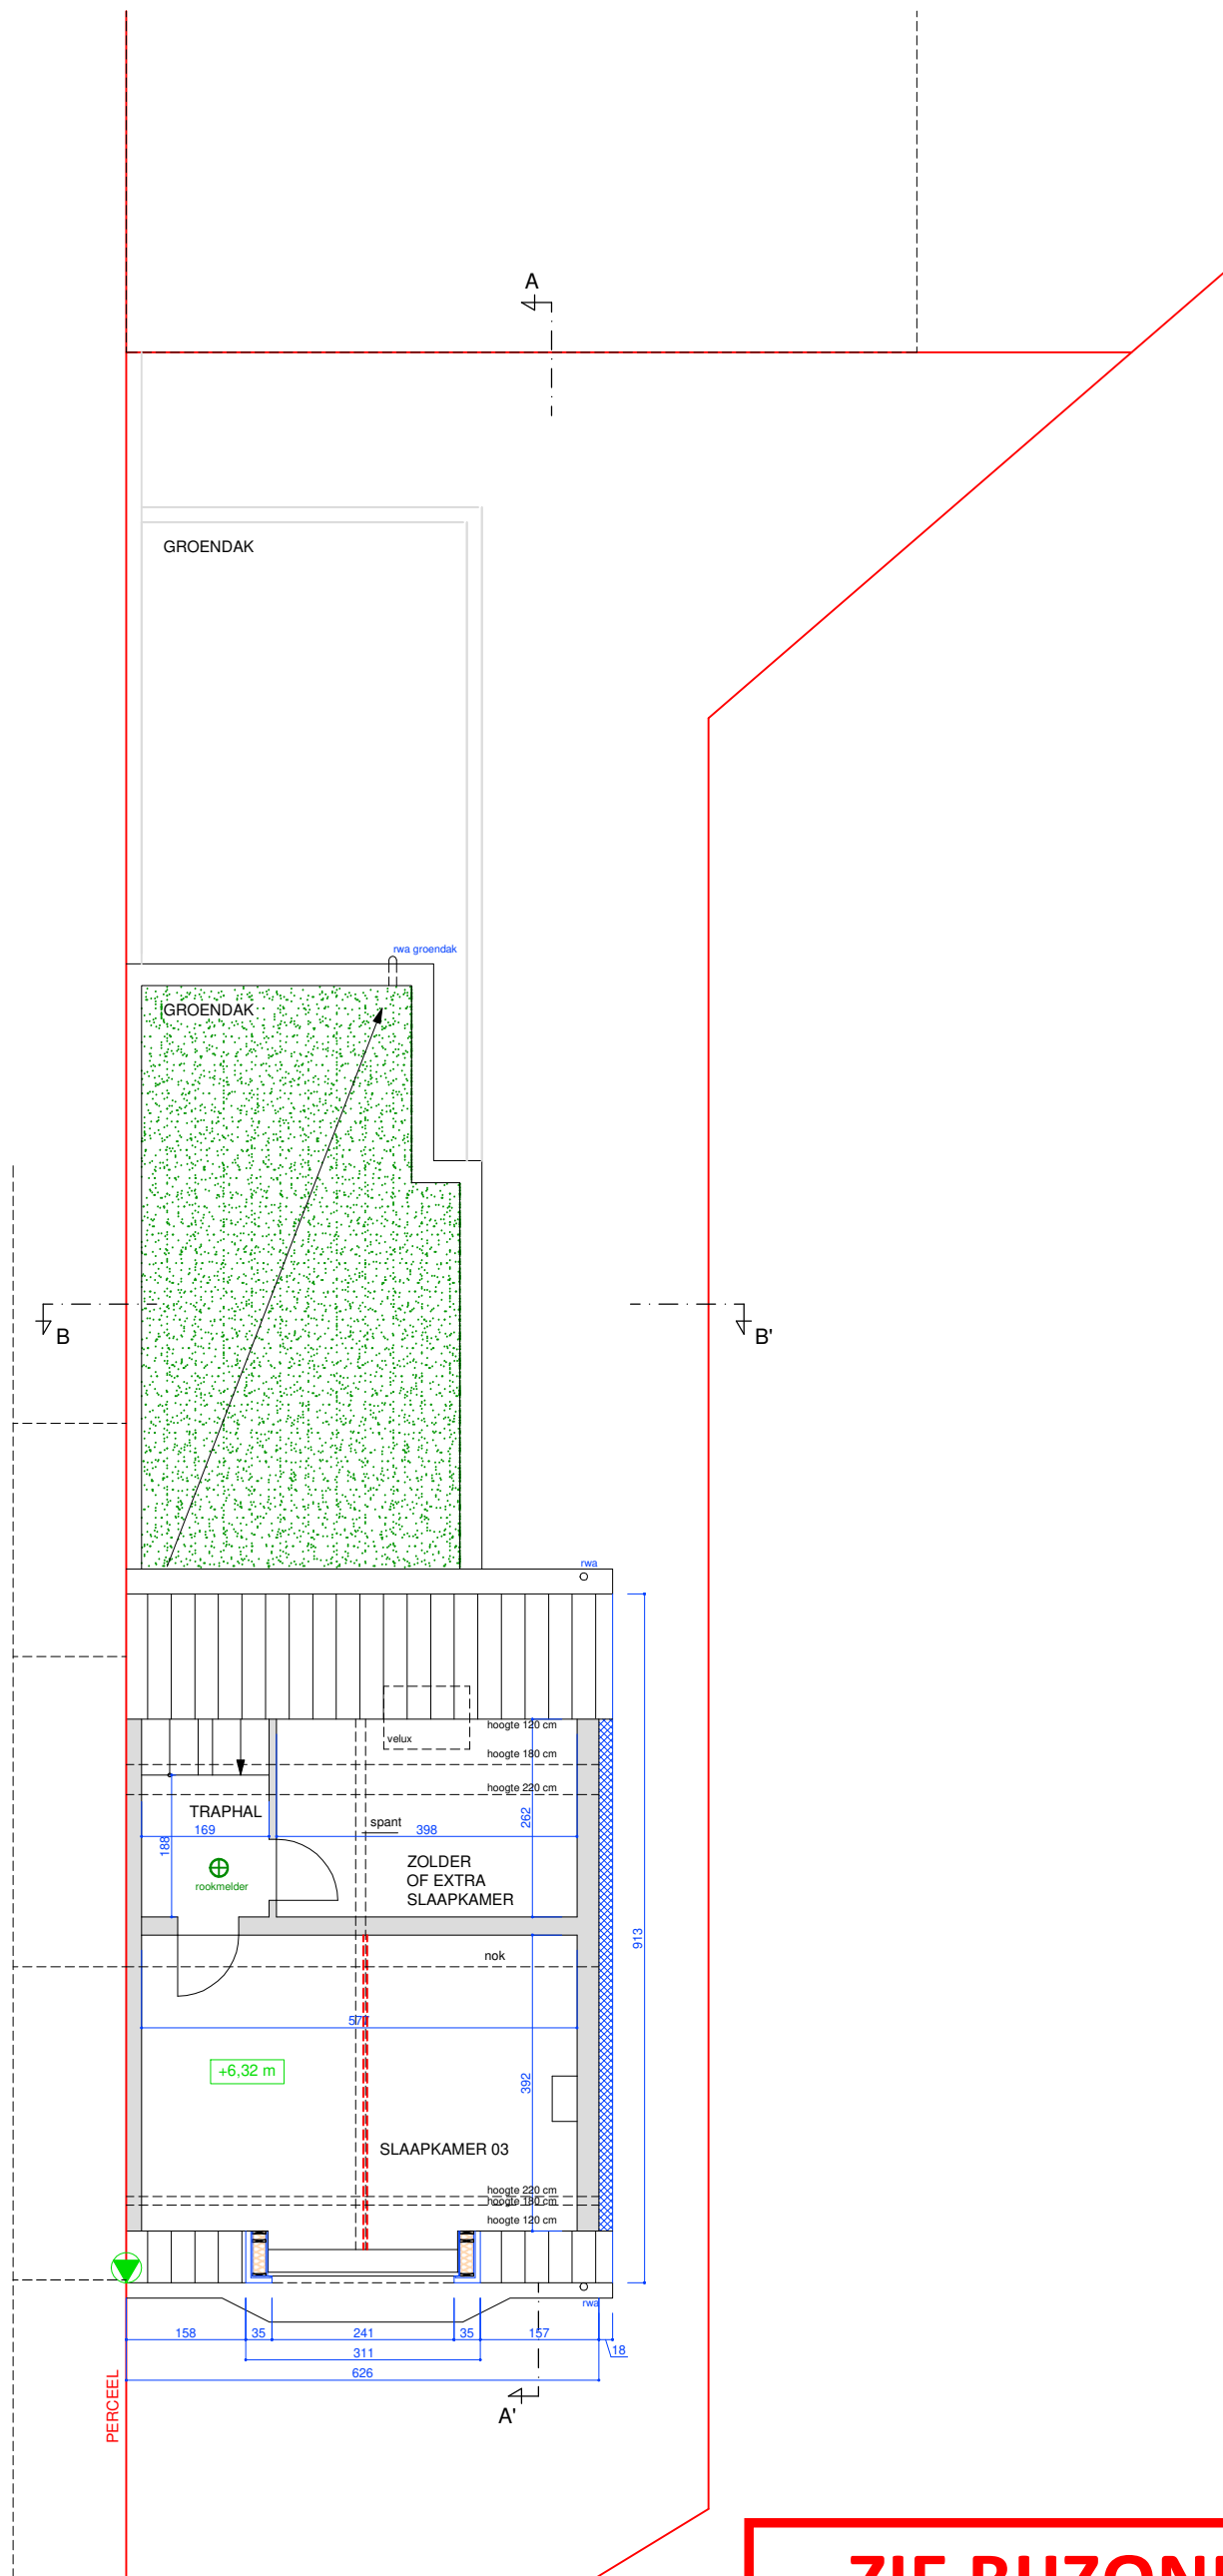 A
GROENDAK
rwa groendak
GROENDAK
B
B'
rwa
hoogte 120 cm
velux
hoogte 180 cm
hoogte 220 cm
TRAPHAL
262
spant
169
398
188
ZOLDER
OF EXTRA
SLAAPKAMER
rookmelder
913
nok
577
+6,32 m
392
SLAAPKAMER 03
hoogte 220 cm
hoogte 180 cm
hoogte 120 cm
rwa
158
35
241
35
157
18
311
626
PERCEEL
A'